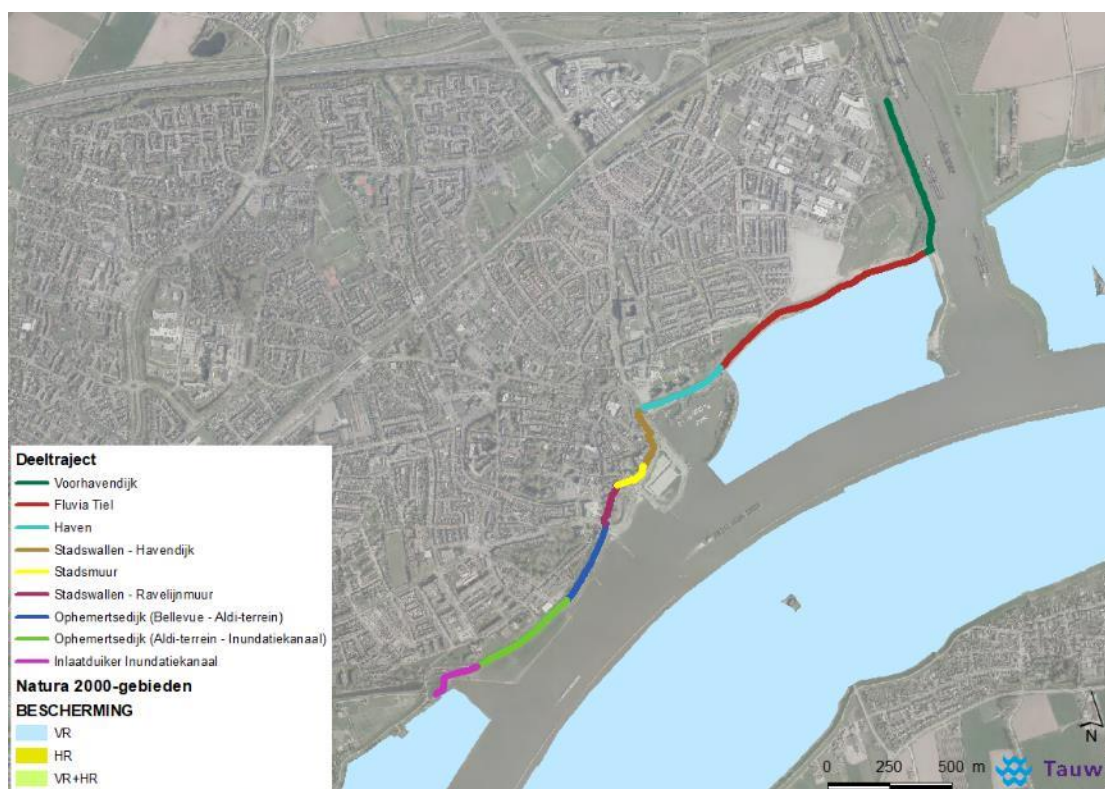 Deeltraject
Voorhavendijk
Fluvia Tiel
Haven
Stadswallen - Havendijk
Stadsmuur
Stadswallen - Ravelijnmuur
Ophemertsedijk (Bellevue - Aldi-terrein)
Ophemertsedijk (Aldi-terrein - Inundatiekanaal)
Inlaatduiker Inundatiekanaal
Natura 2000-gebieden
BESCHERMING
VR
HR
VR+HR
N
0 250 500 m
Tauw